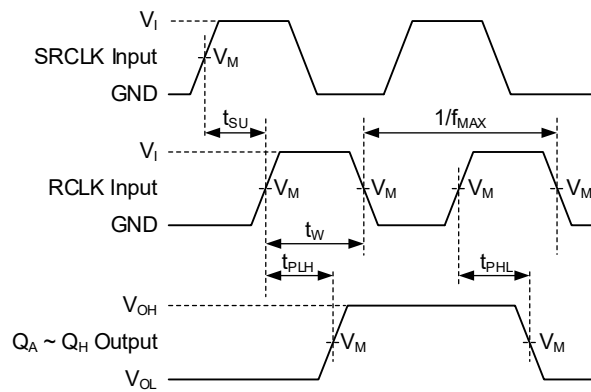 V_I
SRCLK Input
V_M
GND
t_SU
1/f_MAX
V_I
RCLK Input
V_M V_M V_M V_M
GND
t_W
t_PLH t_PHL
V_OH
Q_A ~ Q_H Output
V_M V_M
V_OL